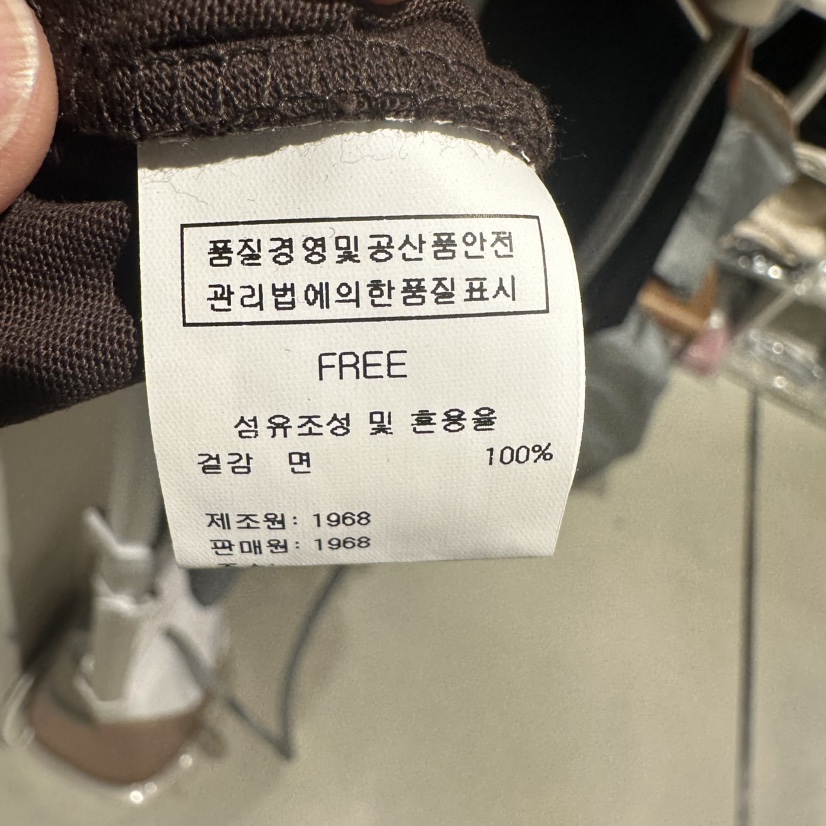 품질경영및공산품안전
관리법에의한품질표시
FREE
섬유조성 및 혼용율
겉감 면 100%
제조원: 1968
판매원: 1968